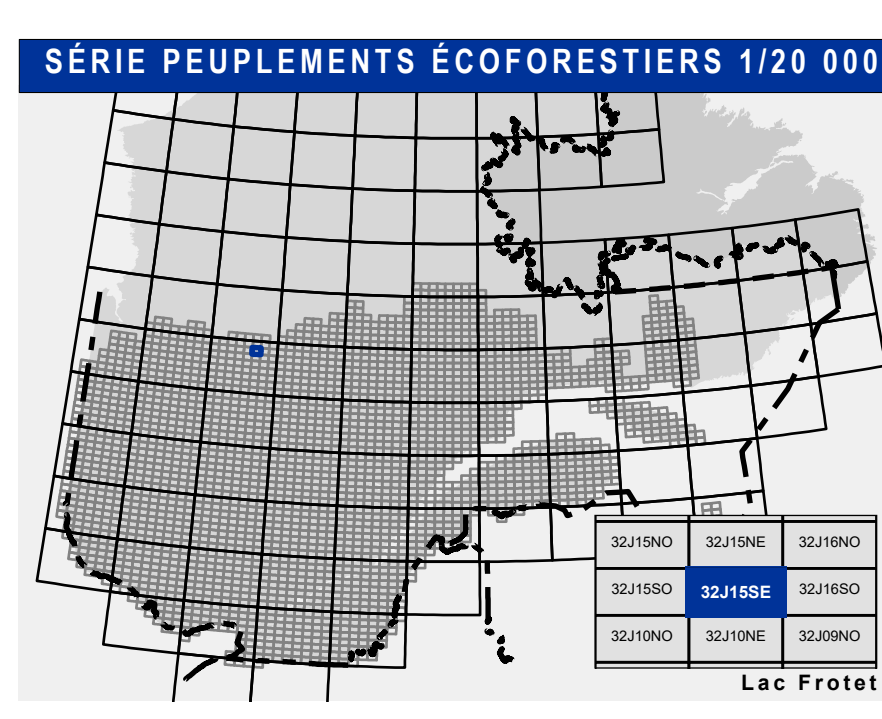 SÉRIE PEUPLEMENTS ÉCOFORESTIERS 1/20 000
32J15NO 32J15NE 32J16NO
32J15SO 32J15SE 32J16SO
32J10NO 32J10NE 32J09NO
Lac Frotet